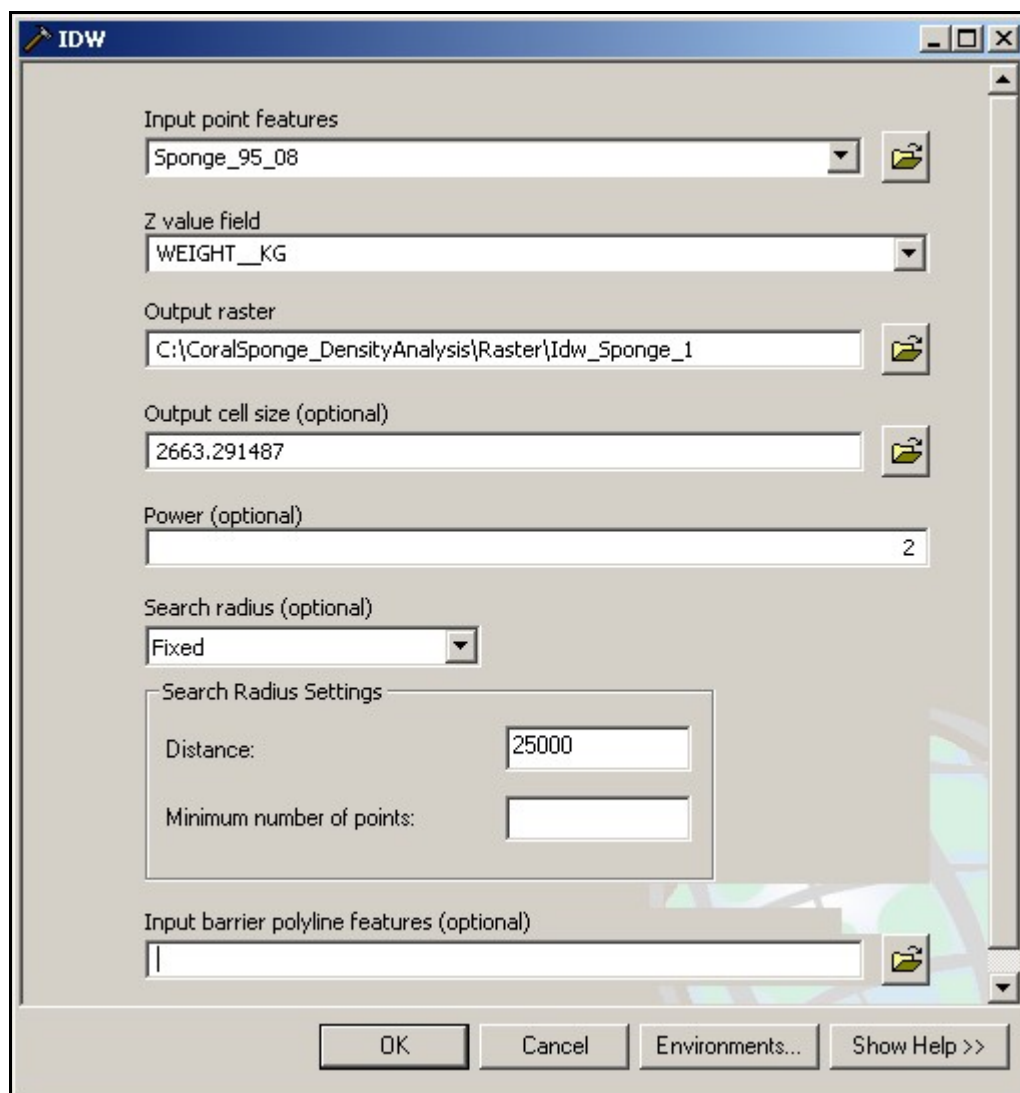 IDW
Input point features
Sponge_95_08
Z value field
WEIGHT__KG
Output raster
C:\CoralSponge_DensityAnalysis\Raster\Idw_Sponge_1
Output cell size (optional)
2663.291487
Power (optional)
2
Search radius (optional)
Fixed
Search Radius Settings
Distance:
25000
Minimum number of points:
Input barrier polyline features (optional)
OK Cancel Environments... Show Help >>